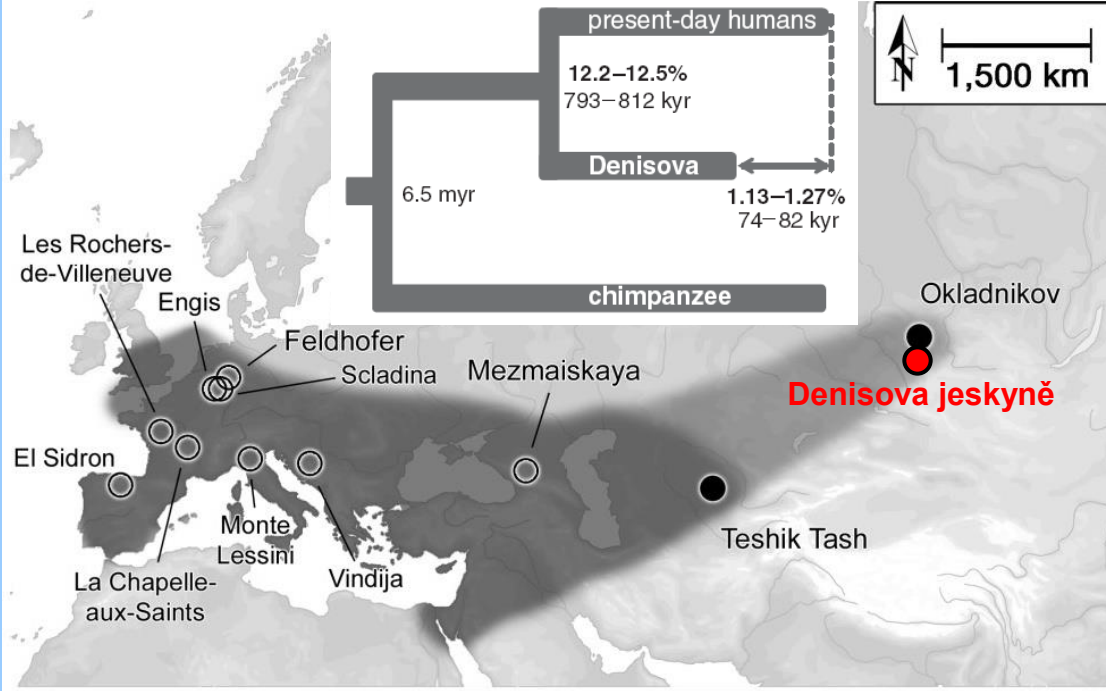 present-day humans
12.2–12.5%
793–812 kyr
Denisova
1.13–1.27%
74–82 kyr
6.5 myr
chimpanzee
N
1,500 km
Les Rochers-
de-Villeneuve
Engis
Feldhofer
Scladina
Mezmaiskaya
Okladnikov
Denisova jeskyně
El Sidron
Monte
Lessini
La Chapelle-
aux-Saints
Vindija
Teshik Tash